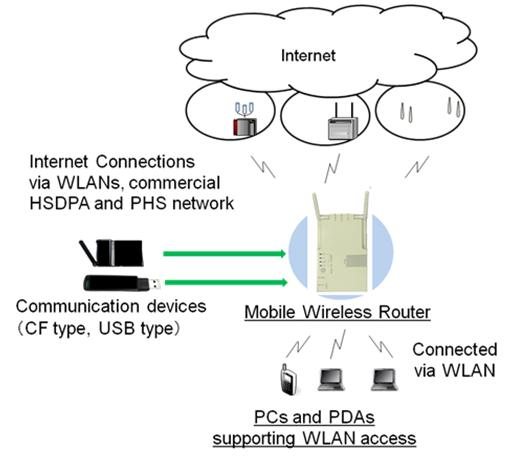 Internet
Internet Connections
via WLANs, commercial
HSDPA and PHS network
Communication devices
（CF type, USB type）
Mobile Wireless Router
Connected
via WLAN
PCs and PDAs
supporting WLAN access